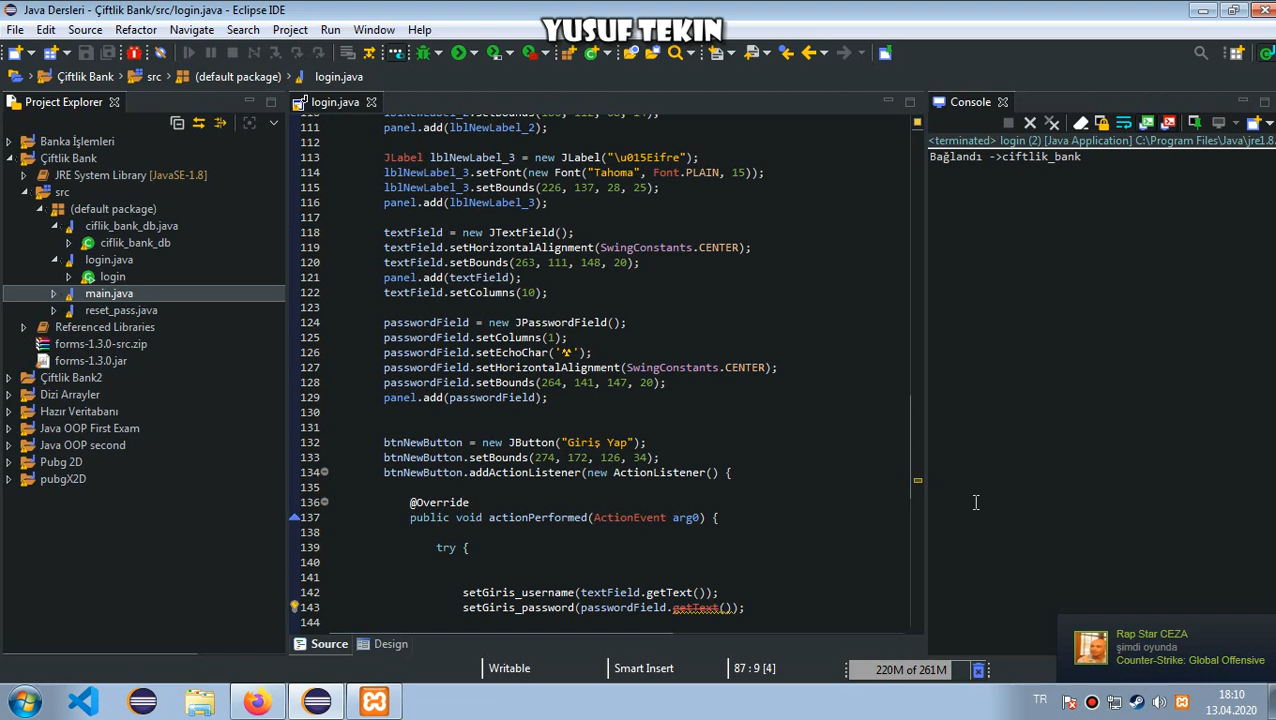 Java Dersleri - Çiftlik Bank/src/login.java - Eclipse IDE
YUSUF TEKIN
File Edit Source Refactor Navigate Search Project Run Window Help
Çiftlik Bank src (default package) login.java
Project Explorer
Banka İşlemleri
Çiftlik Bank
JRE System Library [JavaSE-1.8]
src
(default package)
ciflik_bank_db.java
ciflik_bank_db
login.java
login
main.java
reset_pass.java
Referenced Libraries
forms-1.3.0-src.zip
forms-1.3.0.jar
Çiftlik Bank2
Dizi Arrayler
Hazır Veritabanı
Java OOP First Exam
Java OOP second
Pubg 2D
pubgX2D
login.java
111 panel.add(lblNewLabel_2);
112
113 JLabel lblNewLabel_3 = new JLabel("\u015Eifre");
114 lblNewLabel_3.setFont(new Font("Tahoma", Font.PLAIN, 15));
115 lblNewLabel_3.setBounds(226, 137, 28, 25);
116 panel.add(lblNewLabel_3);
117
118 textField = new JTextField();
119 textField.setHorizontalAlignment(SwingConstants.CENTER);
120 textField.setBounds(263, 111, 148, 20);
121 panel.add(textField);
122 textField.setColumns(10);
123
124 passwordField = new JPasswordField();
125 passwordField.setColumns(1);
126 passwordField.setEchoChar('☢');
127 passwordField.setHorizontalAlignment(SwingConstants.CENTER);
128 passwordField.setBounds(264, 141, 147, 20);
129 panel.add(passwordField);
130
131
132 btnNewButton = new JButton("Giriş Yap");
133 btnNewButton.setBounds(274, 172, 126, 34);
134 btnNewButton.addActionListener(new ActionListener() {
135
136 @Override
137 public void actionPerformed(ActionEvent arg0) {
138
139 try {
140
141
142 setGiris_username(textField.getText());
143 setGiris_password(passwordField.getText());
144
Source Design
Console
<terminated> login (2) [Java Application] C:\Program Files\Java\jre1.8.
Bağlandı ->ciftlik_bank
Rap Star CEZA
şimdi oyunda
Counter-Strike: Global Offensive
Writable Smart Insert 87 : 9 [4] 220M of 261M
TR 18:10
13.04.2020